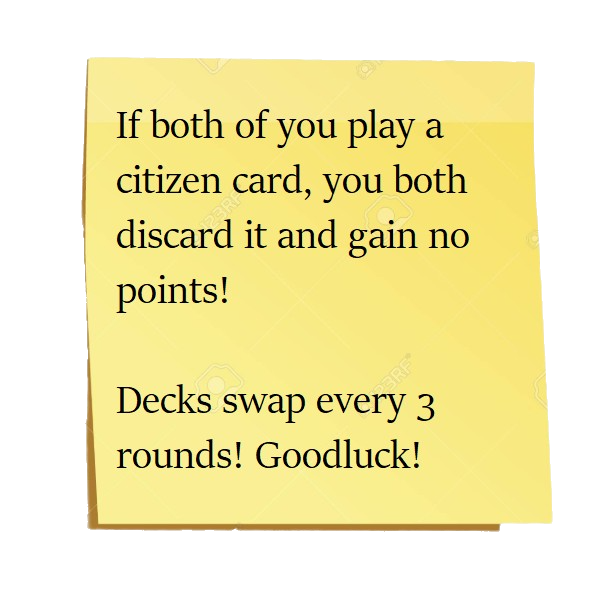 If both of you play a
citizen card, you both
discard it and gain no
points!
Decks swap every 3
rounds! Goodluck!